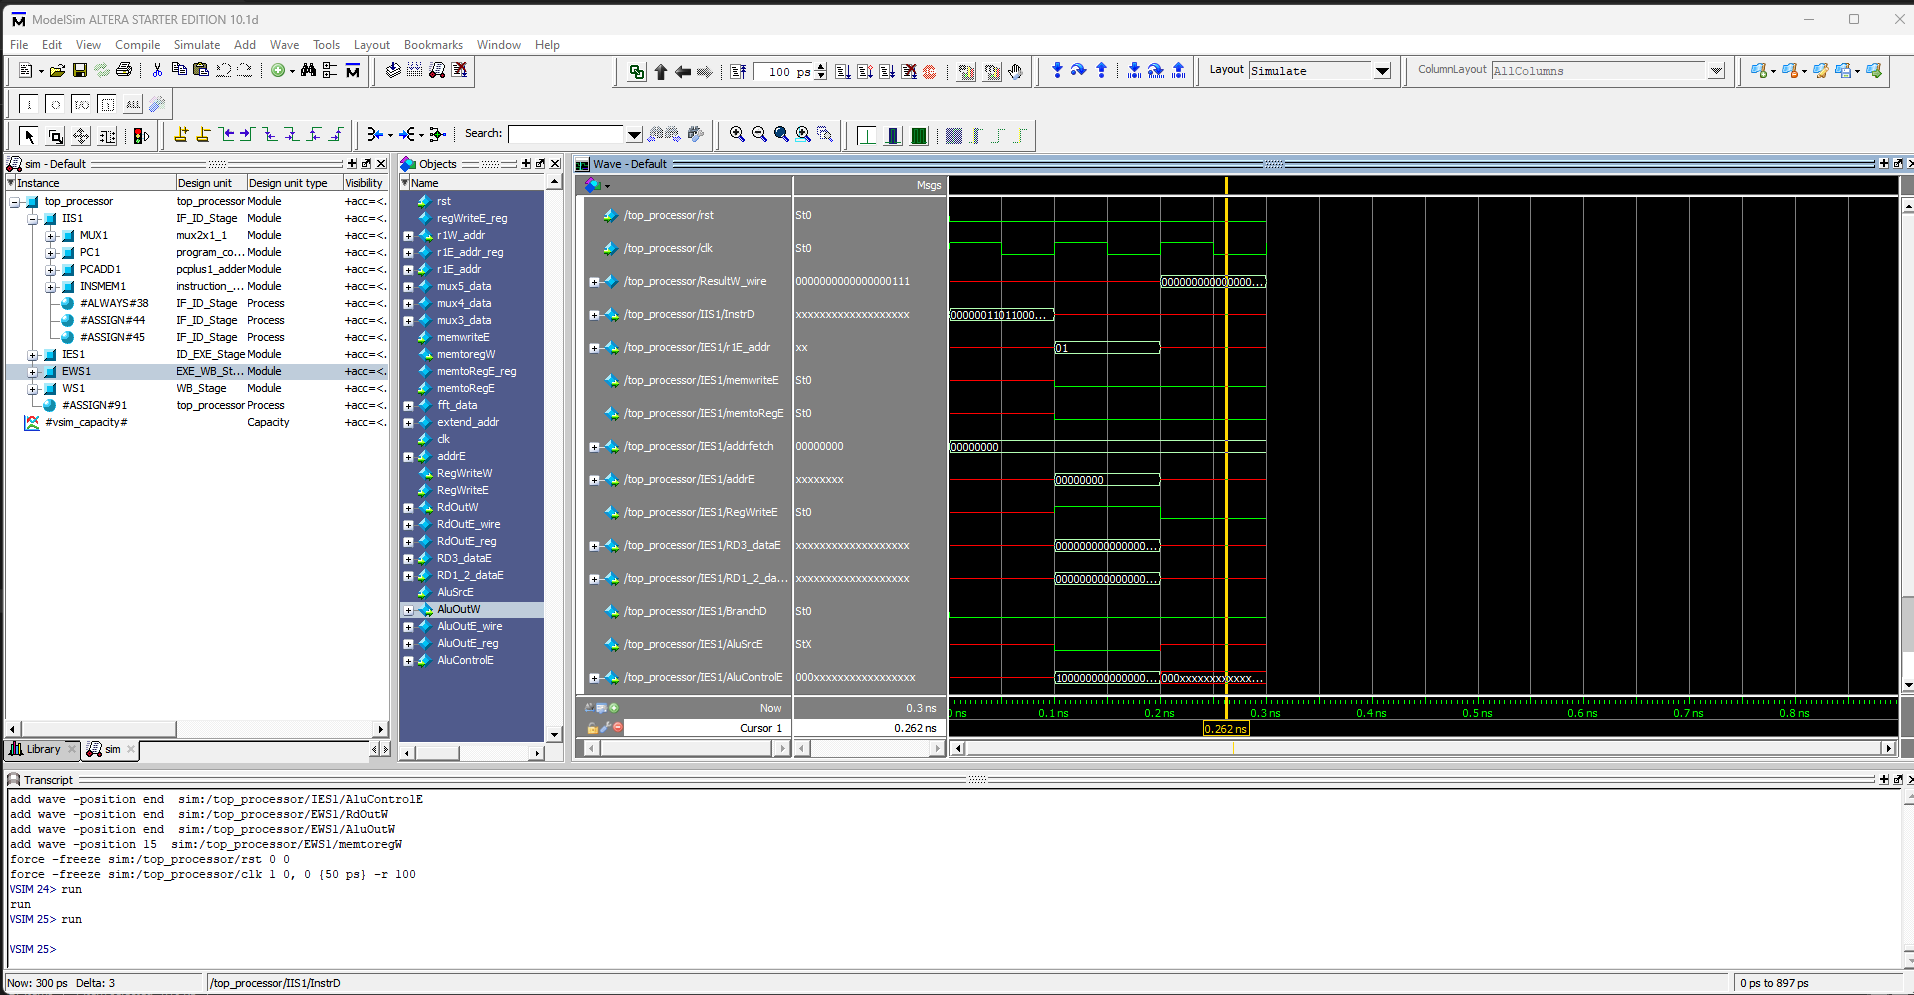 ModelSim ALTERA STARTER EDITION 10.1d
File Edit View Compile Simulate Add Wave Tools Layout Bookmarks Window Help
100 ps
Layout Simulate
ColumnLayout AllColumns
Search:
sim - Default
Instance Design unit Design unit type Visibility
top_processor top_processor Module +acc=<.
IIS1 IF_ID_Stage Module +acc=<.
MUX1 mux2x1_1 Module +acc=<.
PC1 program_co... Module +acc=<.
PCADD1 pcplus1_adder Module +acc=<.
INSMEM1 instruction_... Module +acc=<.
#ALWAYS#38 IF_ID_Stage Process +acc=<.
#ASSIGN#44 IF_ID_Stage Process +acc=<.
#ASSIGN#45 IF_ID_Stage Process +acc=<.
IES1 ID_EXE_Stage Module +acc=<.
EWS1 EXE_WB_St... Module +acc=<.
WS1 WB_Stage Module +acc=<.
#ASSIGN#91 top_processor Process +acc=<.
#vsim_capacity# Capacity +acc=<.
Library sim
Objects
Name
rst
regWriteE_reg
r1W_addr
r1E_addr_reg
r1E_addr
mux5_data
mux4_data
mux3_data
memwriteE
memtoregW
memtoRegE_reg
memtoRegE
fft_data
extend_addr
clk
addrE
RegWriteW
RegWriteE
RdOutW
RdOutE_wire
RdOutE_reg
RD3_dataE
RD1_2_dataE
AluSrcE
AluOutW
AluOutE_wire
AluOutE_reg
AluControlE
Wave - Default
Msgs
/top_processor/rst St0
/top_processor/clk St0
/top_processor/ResultW_wire 0000000000000000111 000000000000000...
/top_processor/IIS1/InstrD xxxxxxxxxxxxxxxxxxx 00000011011000...
/top_processor/IES1/r1E_addr xx 01
/top_processor/IES1/memwriteE St0
/top_processor/IES1/memtoRegE St0
/top_processor/IES1/addrfetch 00000000 00000000
/top_processor/IES1/addrE xxxxxxxx 00000000
/top_processor/IES1/RegWriteE St0
/top_processor/IES1/RD3_dataE xxxxxxxxxxxxxxxxxxx 000000000000000...
/top_processor/IES1/RD1_2_da... xxxxxxxxxxxxxxxxxxx 000000000000000...
/top_processor/IES1/BranchD St0
/top_processor/IES1/AluSrcE StX
/top_processor/IES1/AluControlE 000xxxxxxxxxxxxxxxxx 100000000000000... 000xxxxxxxxxxxx...
Now 0.3 ns ns 0.1 ns 0.2 ns 0.3 ns 0.4 ns 0.5 ns 0.6 ns 0.7 ns 0.8 ns
Cursor 1 0.262 ns 0.262 ns
Transcript
add wave -position end sim:/top_processor/IES1/AluControlE
add wave -position end sim:/top_processor/EWS1/RdOutW
add wave -position end sim:/top_processor/EWS1/AluOutW
add wave -position 15 sim:/top_processor/EWS1/memtoregW
force -freeze sim:/top_processor/rst 0 0
force -freeze sim:/top_processor/clk 1 0, 0 {50 ps} -r 100
VSIM 24> run
run
VSIM 25> run
VSIM 25>
Now: 300 ps Delta: 3
/top_processor/IIS1/InstrD
0 ps to 897 ps